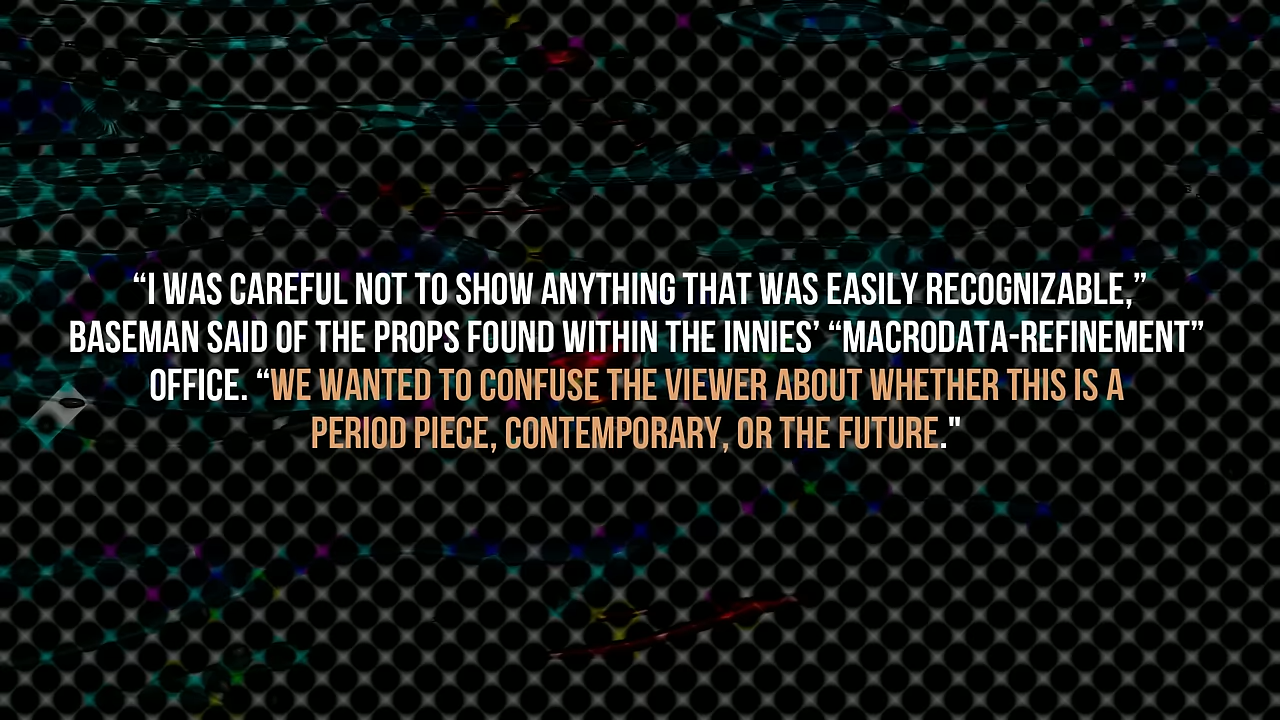 “I WAS CAREFUL NOT TO SHOW ANYTHING THAT WAS EASILY RECOGNIZABLE,”
BASEMAN SAID OF THE PROPS FOUND WITHIN THE INNIES’ “MACRODATA-REFINEMENT”
OFFICE. “WE WANTED TO CONFUSE THE VIEWER ABOUT WHETHER THIS IS A
PERIOD PIECE, CONTEMPORARY, OR THE FUTURE."